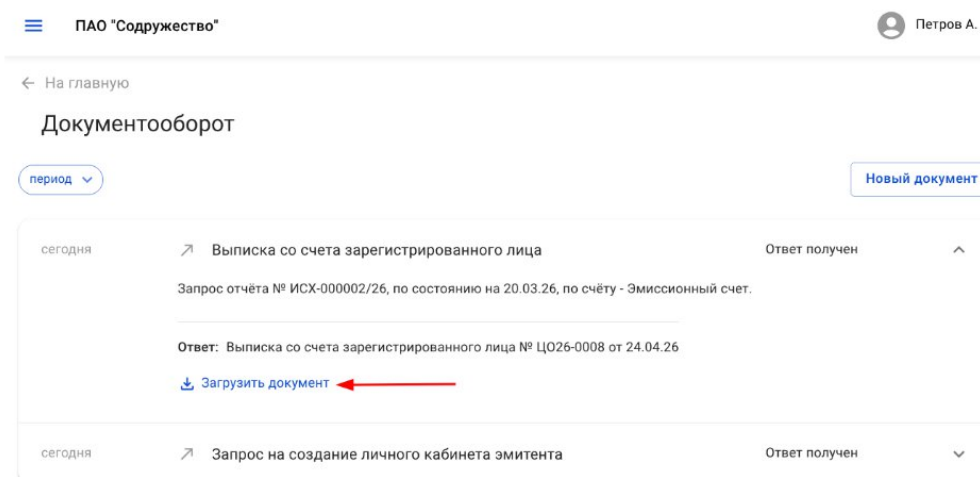 ПАО "Содружество"
Петров А.
На главную
Документооборот
период
Новый документ
сегодня
Выписка со счета зарегистрированного лица
Ответ получен
Запрос отчёта № ИСХ-000002/26, по состоянию на 20.03.26, по счёту - Эмиссионный счет.
Ответ: Выписка со счета зарегистрированного лица № ЦО26-0008 от 24.04.26
Загрузить документ
сегодня
Запрос на создание личного кабинета эмитента
Ответ получен